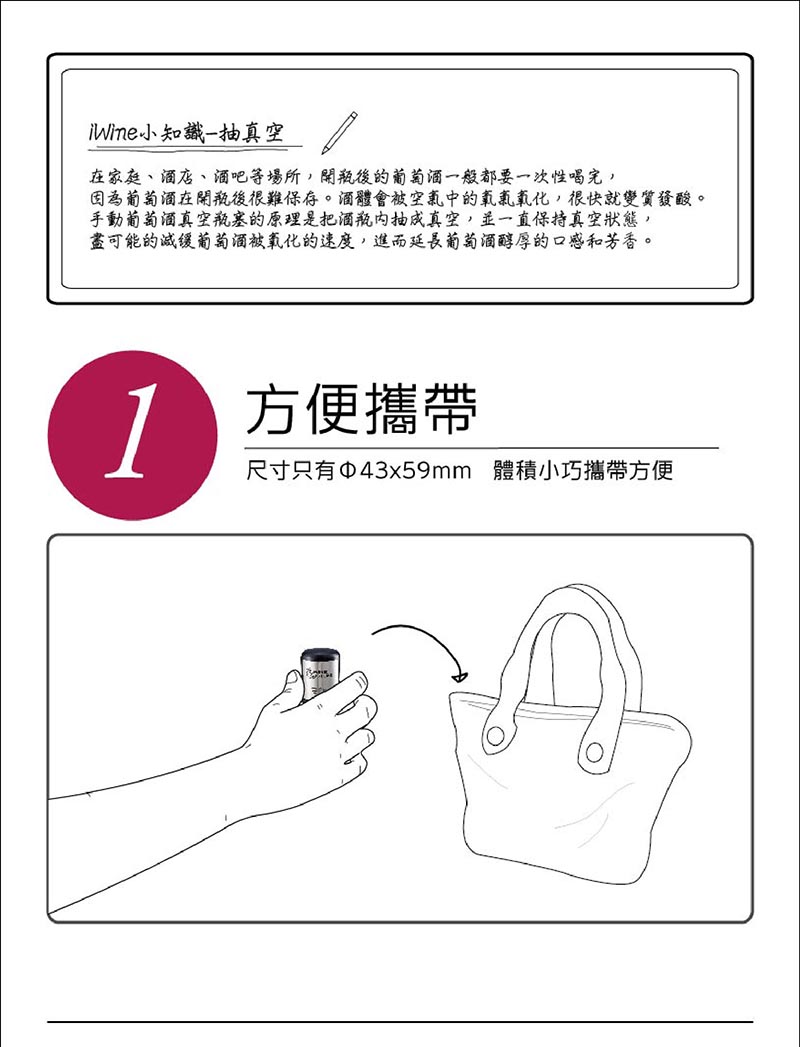 iWine小知識-抽真空
在家庭、酒店、酒吧等場所，開瓶後的葡萄酒一般都要一次性喝完，
因為葡萄酒在開瓶後很難保存。酒體會被空氣中的氧氣氧化，很快就變質發酸。
手動葡萄酒真空瓶塞的原理是把酒瓶內抽成真空，並一直保持真空狀態，
盡可能的減緩葡萄酒被氧化的速度，進而延長葡萄酒醇厚的口感和芳香。
1
方便攜帶
尺寸只有Φ43x59mm 體積小巧攜帶方便